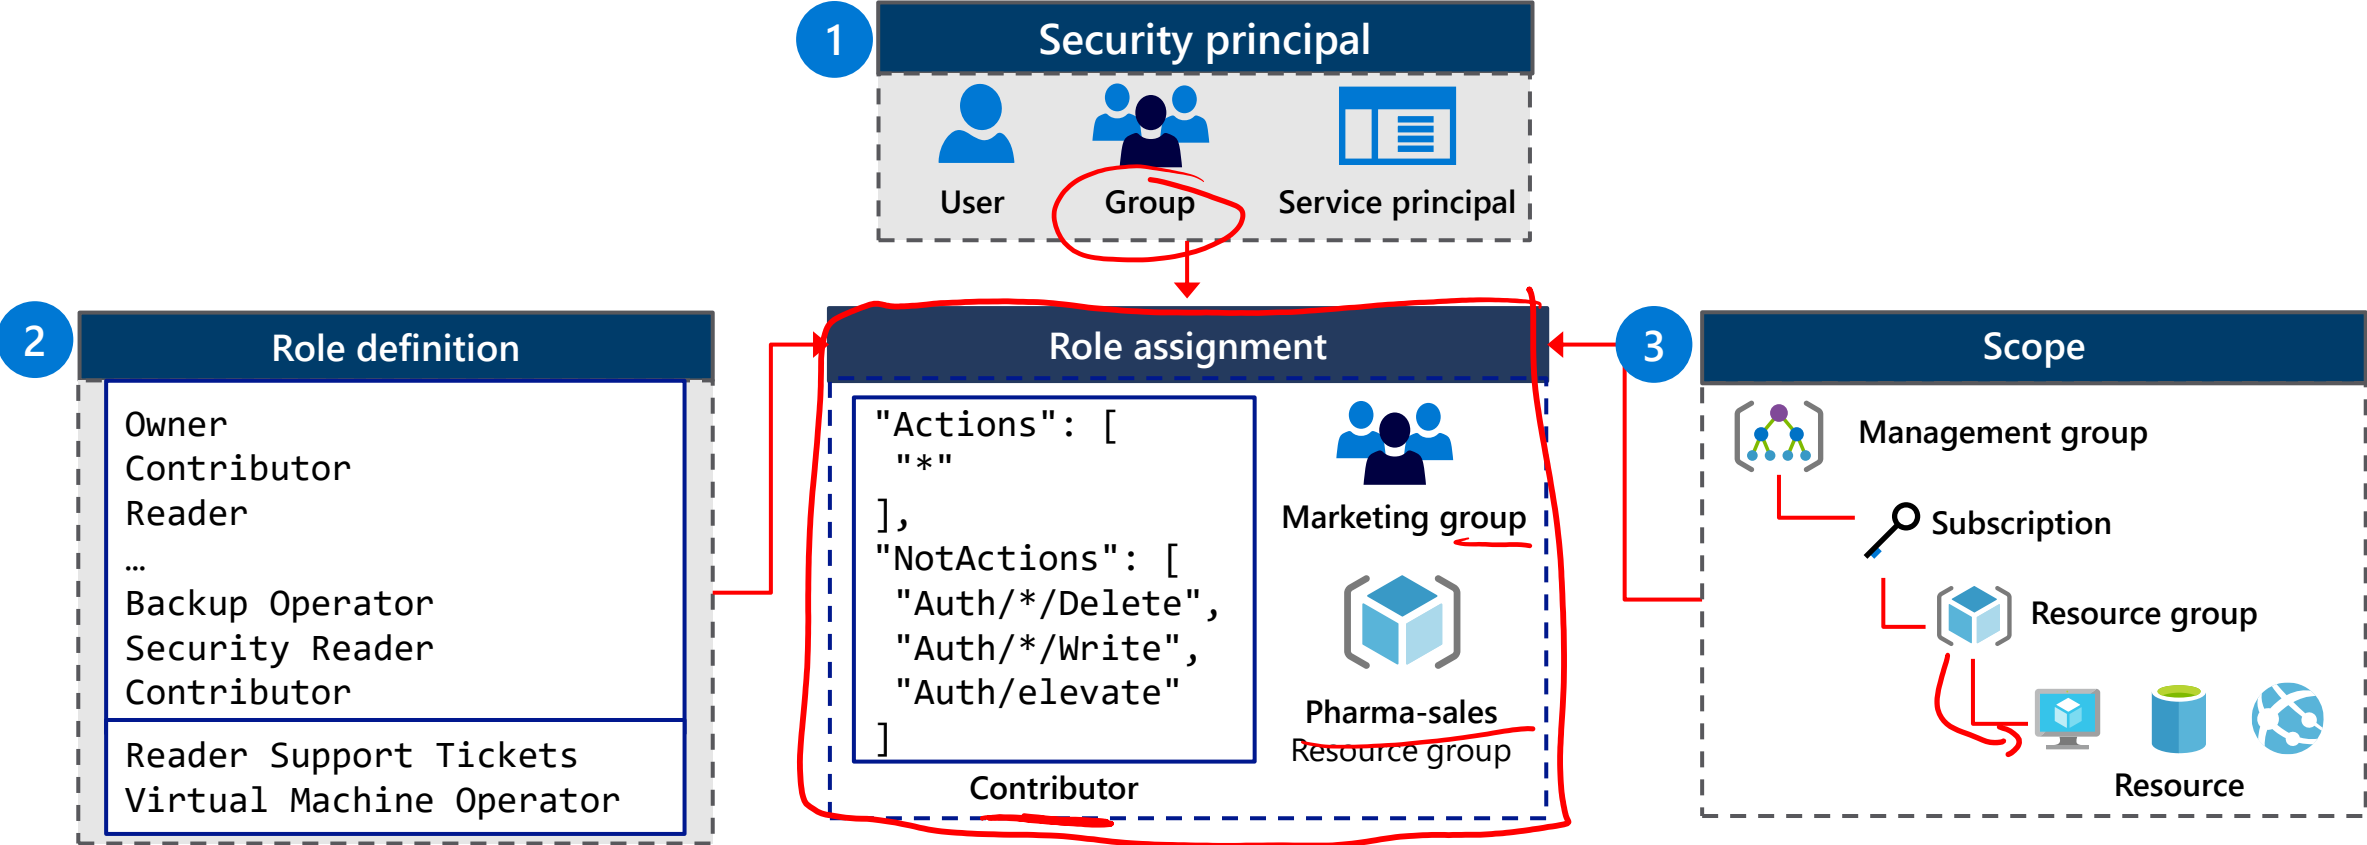 1
Security principal
User
Group
Service principal
2
Role definition
Owner
Contributor
Reader
…
Backup Operator
Security Reader
Contributor
Reader Support Tickets
Virtual Machine Operator
Role assignment
"Actions": [
"*"
],
"NotActions": [
"Auth/*/Delete",
"Auth/*/Write",
"Auth/elevate"
]
Contributor
Marketing group
Pharma-sales
Resource group
3
Scope
Management group
Subscription
Resource group
Resource